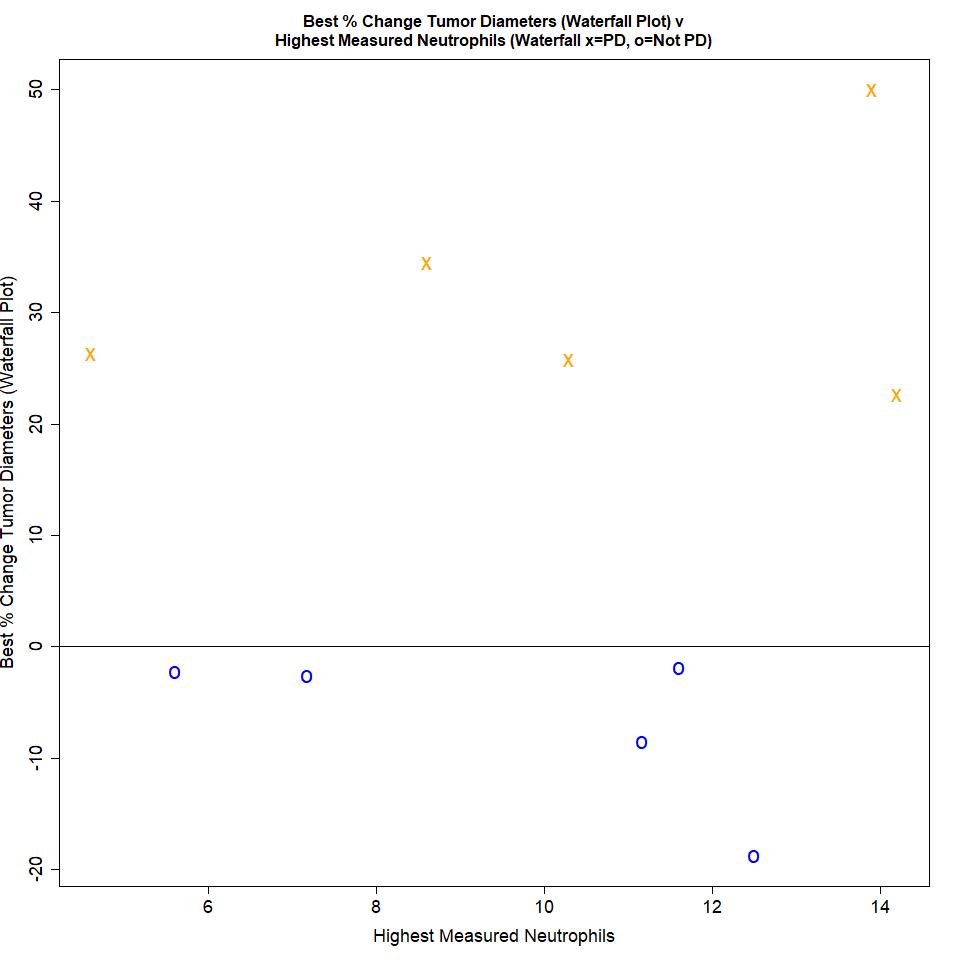 Best % Change Tumor Diameters (Waterfall Plot) v
Highest Measured Neutrophils (Waterfall x=PD, o=Not PD)
Best % Change Tumor Diameters (Waterfall Plot)
50
40
30
20
10
0
-10
-20
X
X
X
X
X
O
O
O
O
O
6
8
10
12
14
Highest Measured Neutrophils